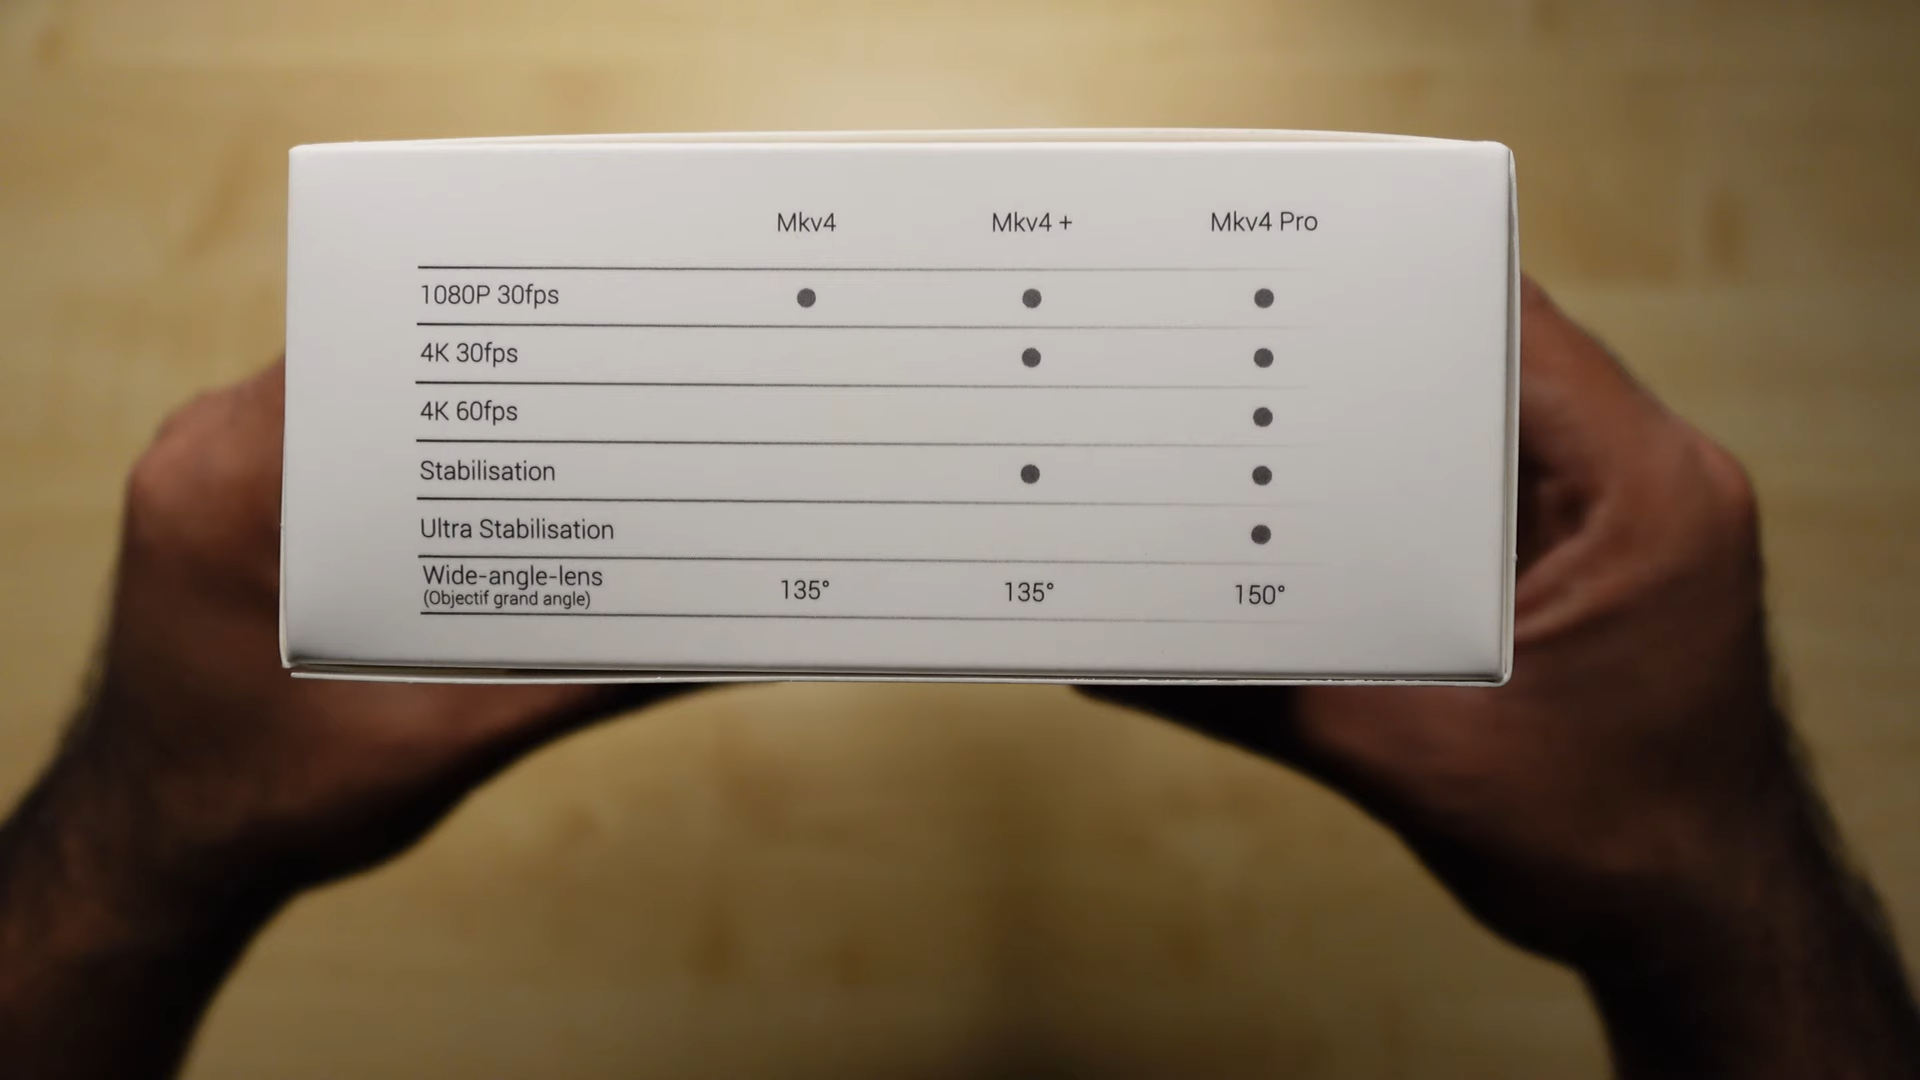 Mkv4 Mkv4 + Mkv4 Pro
1080P 30fps ● ● ●
4K 30fps ● ●
4K 60fps ●
Stabilisation ● ●
Ultra Stabilisation ●
Wide-angle-lens 135° 135° 150°
(Objectif grand angle)